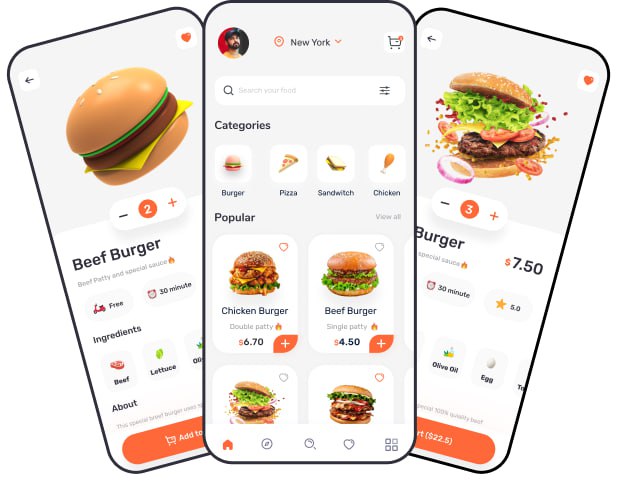 2
Beef Burger
Beef Patty and special sauce
Free
30 minute
Ingredients
Beef
Lettuce
Oli
About
This special breef burger uses 1
Add to
New York
Search your food
Categories
Burger
Pizza
Sandwitch
Chicken
Popular
View all
Chicken Burger
Double patty
$6.70
Beef Burger
Single patty
$4.50
3
Burger
$7.50
special sauce
30 minute
5.0
Olive Oil
Egg
special 100% quality beef
rt ($22.5)